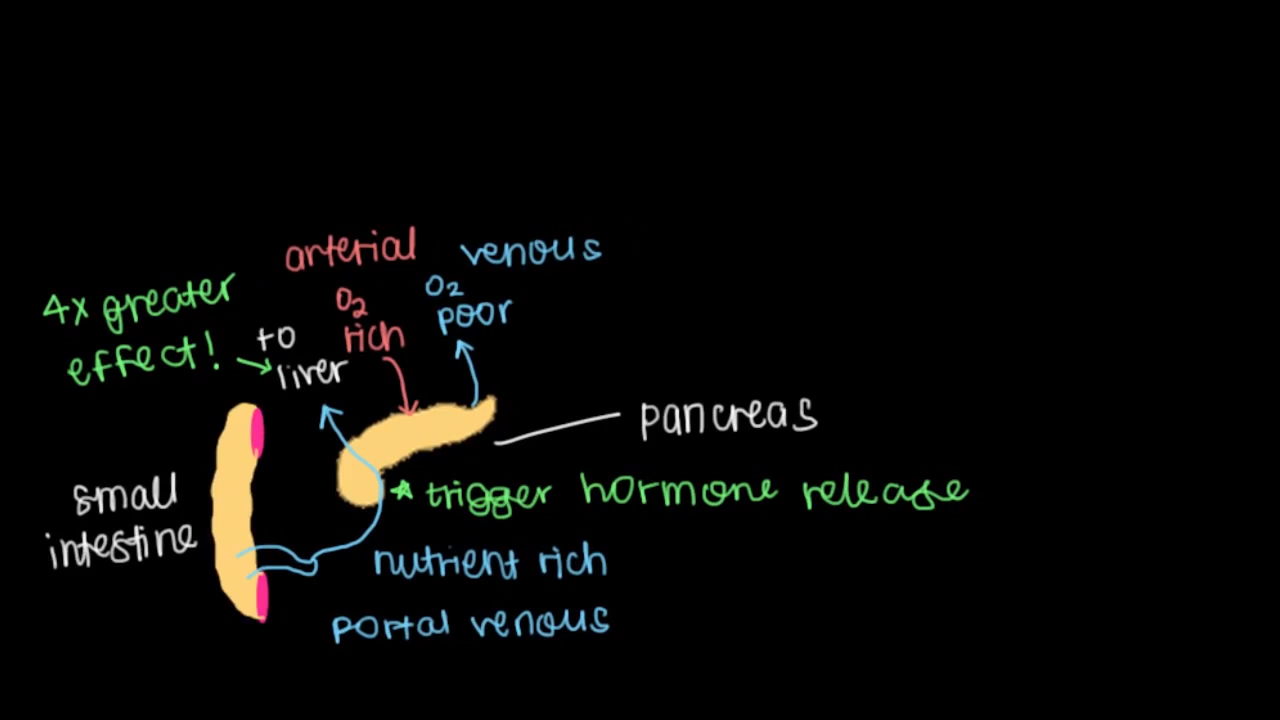 arterial
venous
4x greater
effect!
to
liver
O2
rich
O2
poor
pancreas
small
intestine
* trigger hormone release
nutrient rich
portal venous